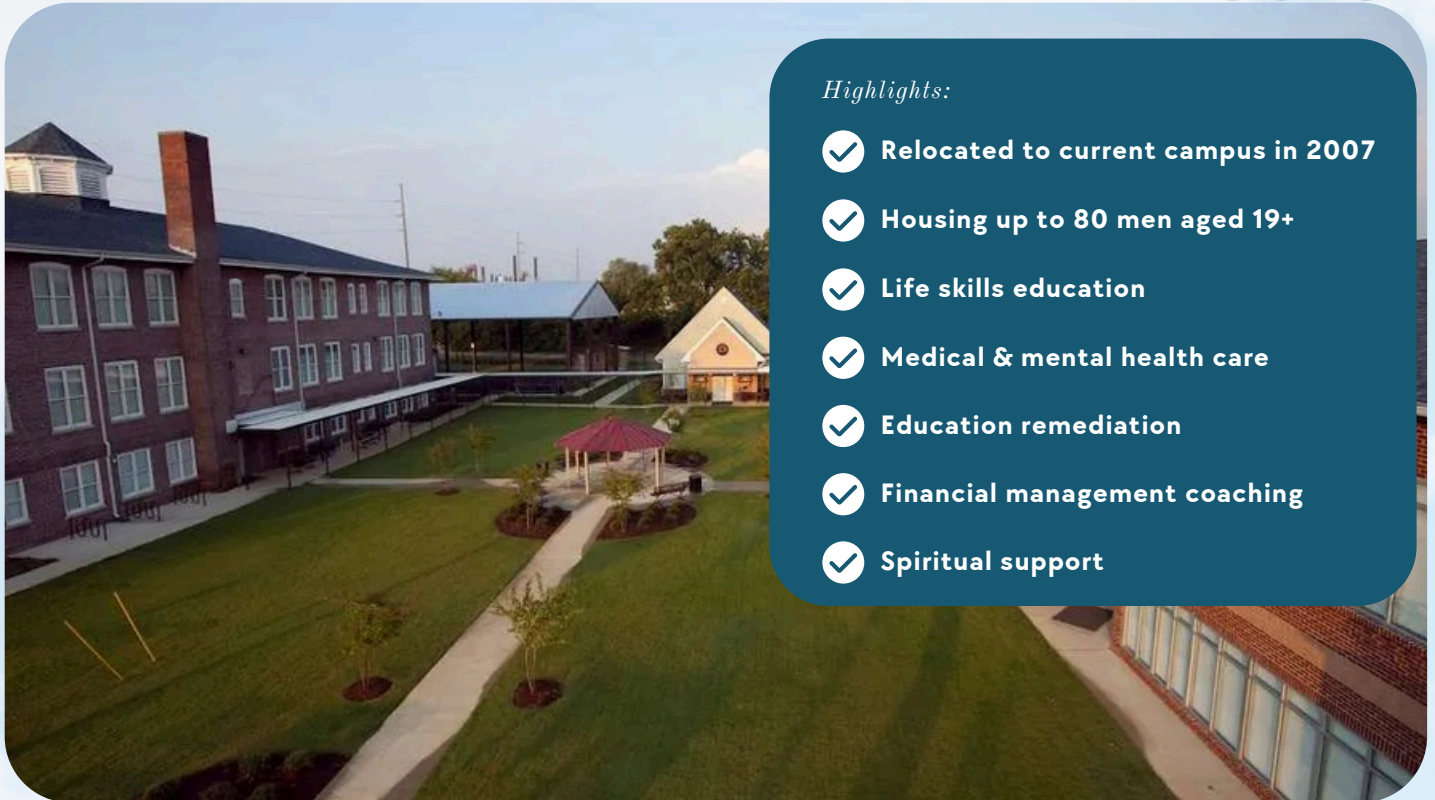 Highlights:
Relocated to current campus in 2007
Housing up to 80 men aged 19+
Life skills education
Medical & mental health care
Education remediation
Financial management coaching
Spiritual support